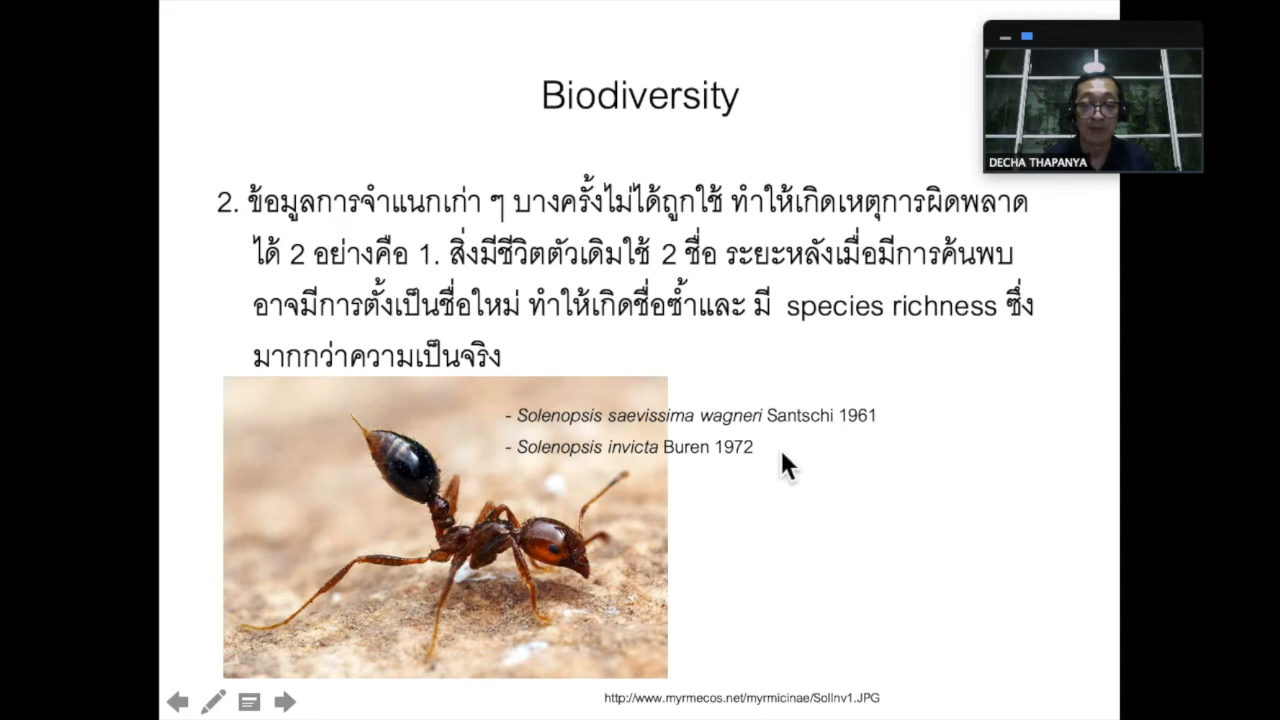 Biodiversity
DECHA THAPANYA
2. ข้อมูลการจำแนกเก่า ๆ บางครั้งไม่ได้ถูกใช้ ทำให้เกิดเหตุการผิดพลาด
ได้ 2 อย่างคือ 1. สิ่งมีชีวิตตัวเดิมใช้ 2 ชื่อ ระยะหลังเมื่อมีการค้นพบ
อาจมีการตั้งเป็นชื่อใหม่ ทำให้เกิดชื่อซ้ำและ มี species richness ซึ่ง
มากกว่าความเป็นจริง
- Solenopsis saevissima wagneri Santschi 1961
- Solenopsis invicta Buren 1972
http://www.myrmecos.net/myrmicinae/SolInv1.JPG